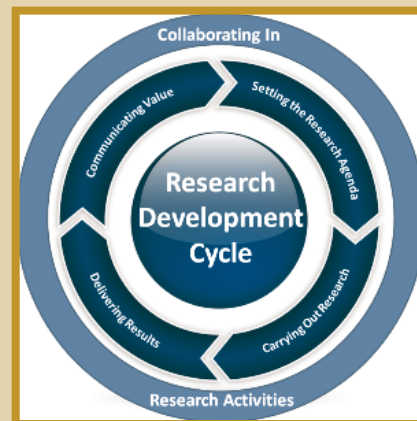 Collaborating In
Setting the Research Agenda
Carrying Out Research
Delivering Results
Communicating Value
Research
Development
Cycle
Research Activities